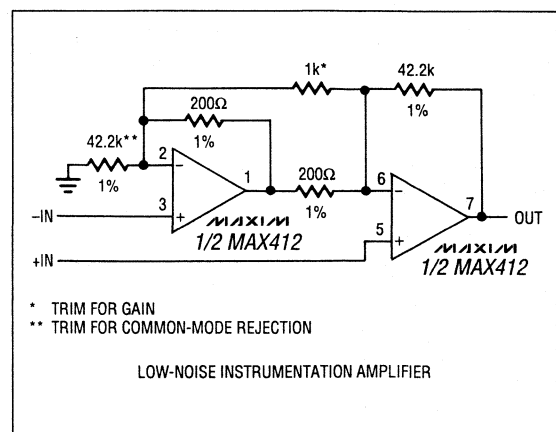 1k*
42.2k
1%
200Ω
1%
42.2k**
1%
2
−
1
3
+
−IN
MAXIM
1/2 MAX412
200Ω
1%
6
−
7
OUT
5
+
+IN
MAXIM
1/2 MAX412
* TRIM FOR GAIN
** TRIM FOR COMMON-MODE REJECTION
LOW-NOISE INSTRUMENTATION AMPLIFIER